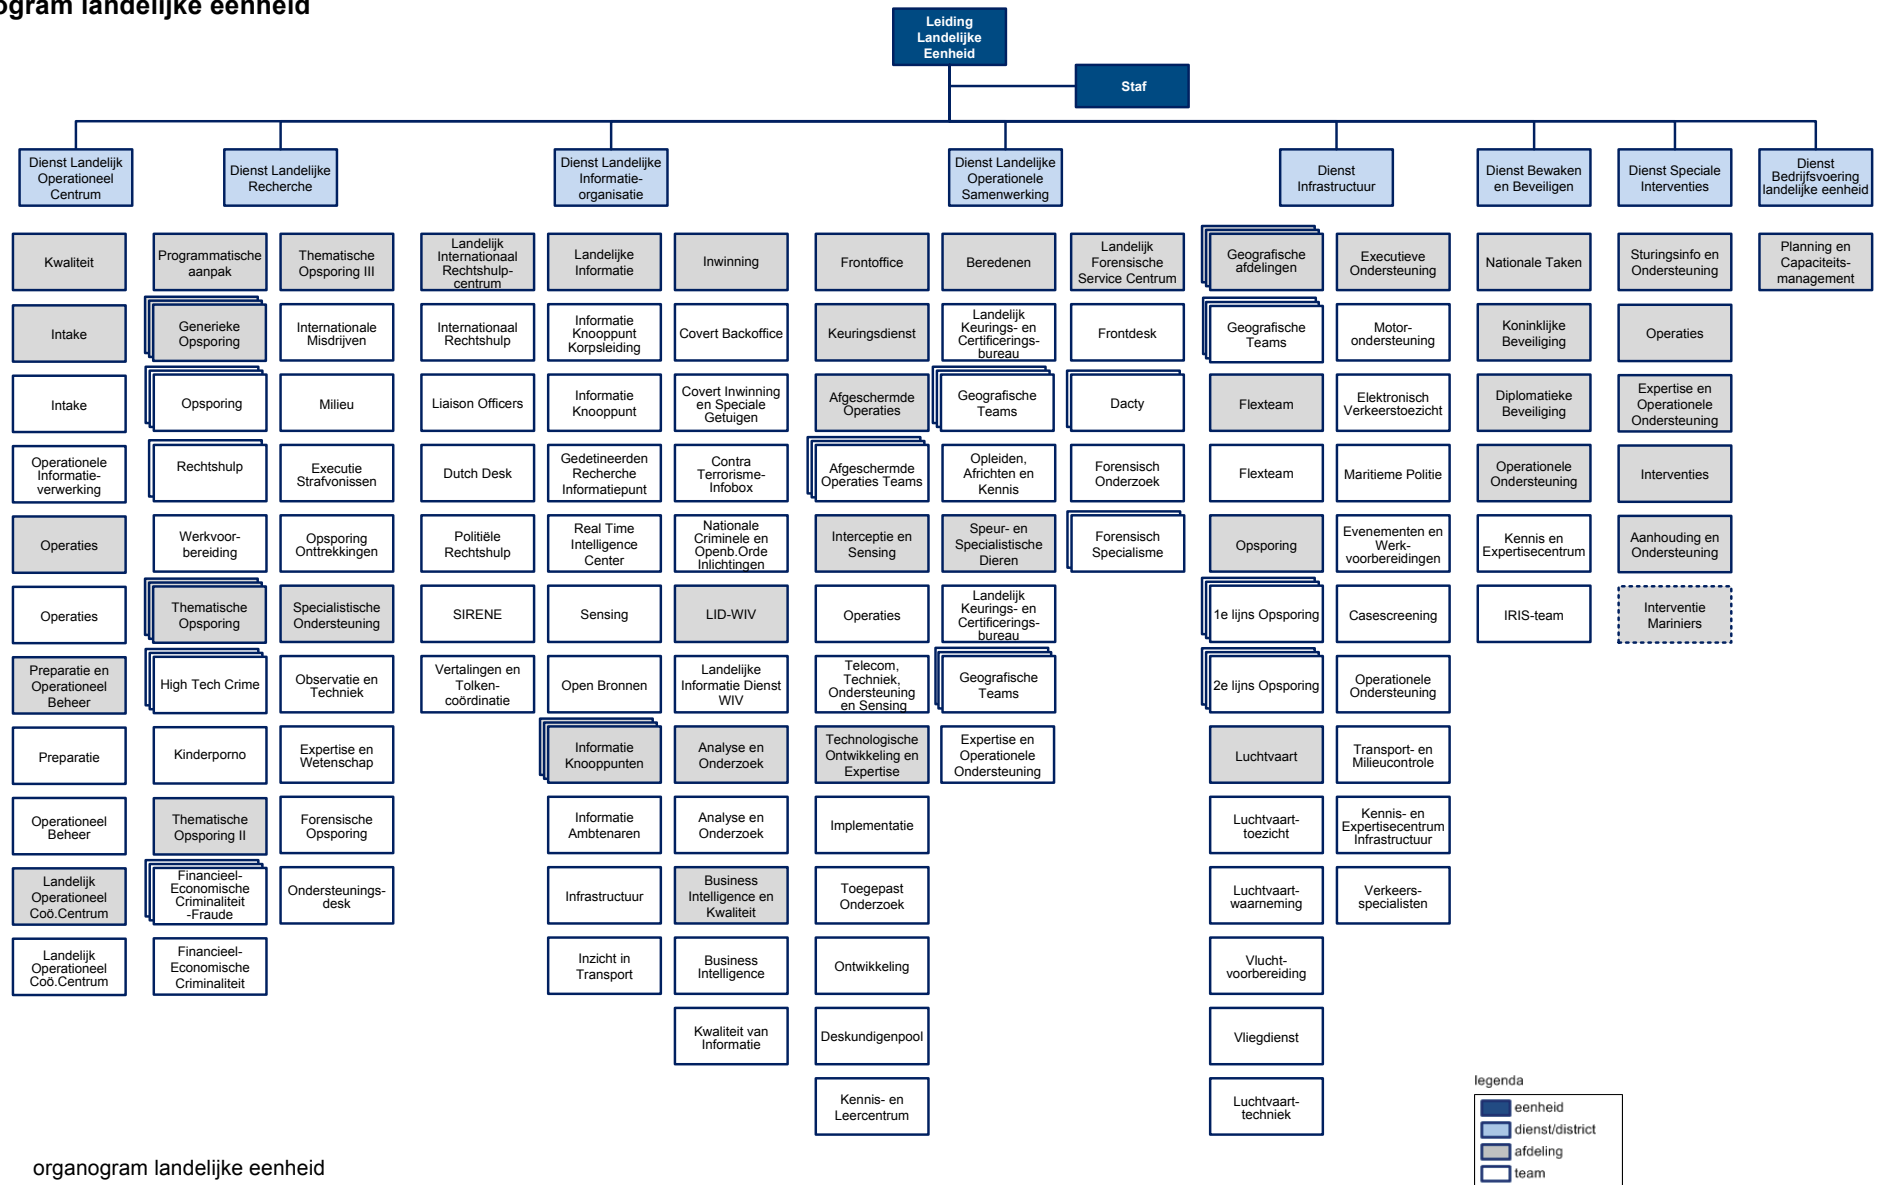 ogram landelijke eenheid
Leiding
Landelijke
Eenheid
Staf
Dienst Landelijk
Operationeel
Centrum
Dienst Landelijke
Recherche
Dienst Landelijke
Informatie-
organisatie
Dienst Landelijke
Operationele
Samenwerking
Dienst
Infrastructuur
Dienst Bewaken
en Beveiligen
Dienst Speciale
Interventies
Dienst
Bedrijfsvoering
landelijke eenheid
Kwaliteit
Intake
Intake
Operationele
Informatie-
verwerking
Operaties
Operaties
Preparatie en
Operationeel
Beheer
Preparatie
Operationeel
Beheer
Landelijk
Operationeel
Coö.Centrum
Landelijk
Operationeel
Coö.Centrum
Programmatische
aanpak
Generieke
Opsporing
Opsporing
Rechtshulp
Werkvoor-
bereiding
Thematische
Opsporing
High Tech Crime
Kinderporno
Thematische
Opsporing II
Financieel-
Economische
Criminaliteit
-Fraude
Financieel-
Economische
Criminaliteit
Thematische
Opsporing III
Internationale
Misdrijven
Milieu
Executie
Strafvonissen
Opsporing
Onttrekkingen
Specialistische
Ondersteuning
Observatie en
Techniek
Expertise en
Wetenschap
Forensische
Opsporing
Ondersteunings-
desk
Landelijk
Internationaal
Rechtshulp-
centrum
Internationaal
Rechtshulp
Liaison Officers
Dutch Desk
Politiële
Rechtshulp
SIRENE
Vertalingen en
Tolken-
coördinatie
Landelijke
Informatie
Informatie
Knooppunt
Korpsleiding
Informatie
Knooppunt
Gedetineerden
Recherche
Informatiepunt
Real Time
Intelligence
Center
Sensing
Open Bronnen
Informatie
Knooppunten
Informatie
Ambtenaren
Infrastructuur
Inzicht in
Transport
Inwinning
Covert Backoffice
Covert Inwinning
en Speciale
Getuigen
Contra
Terrorisme-
Infobox
Nationale
Criminele en
Openb.Orde
Inlichtingen
LID-WIV
Landelijke
Informatie Dienst
WIV
Analyse en
Onderzoek
Analyse en
Onderzoek
Business
Intelligence en
Kwaliteit
Business
Intelligence
Kwaliteit van
Informatie
Frontoffice
Keuringsdienst
Afgeschermde
Operaties
Afgeschermde
Operaties Teams
Interceptie en
Sensing
Operaties
Telecom,
Techniek,
Ondersteuning
en Sensing
Technologische
Ontwikkeling en
Expertise
Implementatie
Toegepast
Onderzoek
Ontwikkeling
Deskundigenpool
Kennis- en
Leercentrum
Beredenen
Landelijk
Keurings- en
Certificerings-
bureau
Geografische
Teams
Opleiden,
Africhten en
Kennis
Speur- en
Specialistische
Dieren
Landelijk
Keurings- en
Certificerings-
bureau
Geografische
Teams
Expertise en
Operationele
Ondersteuning
Landelijk
Forensische
Service Centrum
Frontdesk
Dacty
Forensisch
Onderzoek
Forensisch
Specialisme
Geografische
afdelingen
Geografische
Teams
Flexteam
Flexteam
Opsporing
1e lijns Opsporing
2e lijns Opsporing
Luchtvaart
Luchtvaart-
toezicht
Luchtvaart-
waarneming
Vlucht-
voorbereiding
Vliegdienst
Luchtvaart-
techniek
Executieve
Ondersteuning
Motor-
ondersteuning
Elektronisch
Verkeerstoezicht
Maritieme Politie
Evenementen en
Werk-
voorbereidingen
Casescreening
Operationele
Ondersteuning
Transport- en
Milieucontrole
Kennis- en
Expertisecentrum
Infrastructuur
Verkeers-
specialisten
Nationale Taken
Koninklijke
Beveiliging
Diplomatieke
Beveiliging
Operationele
Ondersteuning
Kennis en
Expertisecentrum
IRIS-team
Sturingsinfo en
Ondersteuning
Operaties
Expertise en
Operationele
Ondersteuning
Interventies
Aanhouding en
Ondersteuning
Interventie
Mariniers
Planning en
Capaciteits-
management
legenda
eenheid
dienst/district
afdeling
team
organogram landelijke eenheid